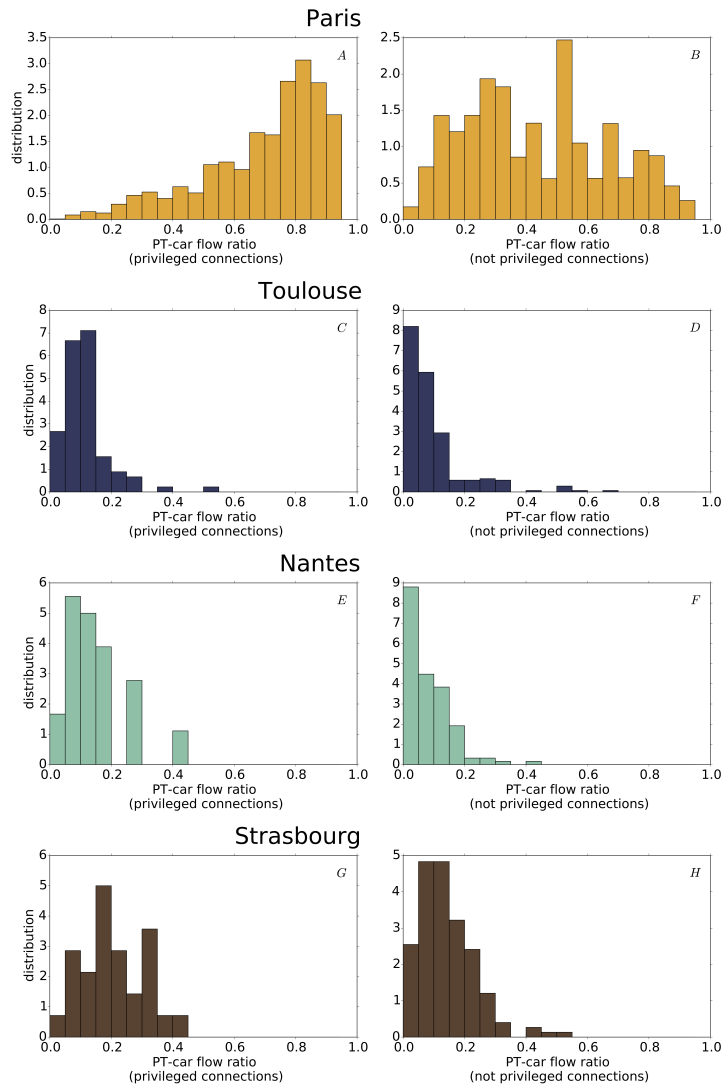 Paris
3.5
3.0
2.5
2.0
1.5
1.0
0.5
0.0
distribution
A
0.0 0.2 0.4 0.6 0.8 1.0
PT-car flow ratio
(privileged connections)
2.5
2.0
1.5
1.0
0.5
0.0
B
0.0 0.2 0.4 0.6 0.8 1.0
PT-car flow ratio
(not privileged connections)
Toulouse
8
7
6
5
4
3
2
1
0
distribution
C
0.0 0.2 0.4 0.6 0.8 1.0
PT-car flow ratio
(privileged connections)
9
8
7
6
5
4
3
2
1
0
D
0.0 0.2 0.4 0.6 0.8 1.0
PT-car flow ratio
(not privileged connections)
Nantes
6
5
4
3
2
1
0
distribution
E
0.0 0.2 0.4 0.6 0.8 1.0
PT-car flow ratio
(privileged connections)
9
8
7
6
5
4
3
2
1
0
F
0.0 0.2 0.4 0.6 0.8 1.0
PT-car flow ratio
(not privileged connections)
Strasbourg
6
5
4
3
2
1
0
distribution
G
0.0 0.2 0.4 0.6 0.8 1.0
PT-car flow ratio
(privileged connections)
5
4
3
2
1
0
H
0.0 0.2 0.4 0.6 0.8 1.0
PT-car flow ratio
(not privileged connections)